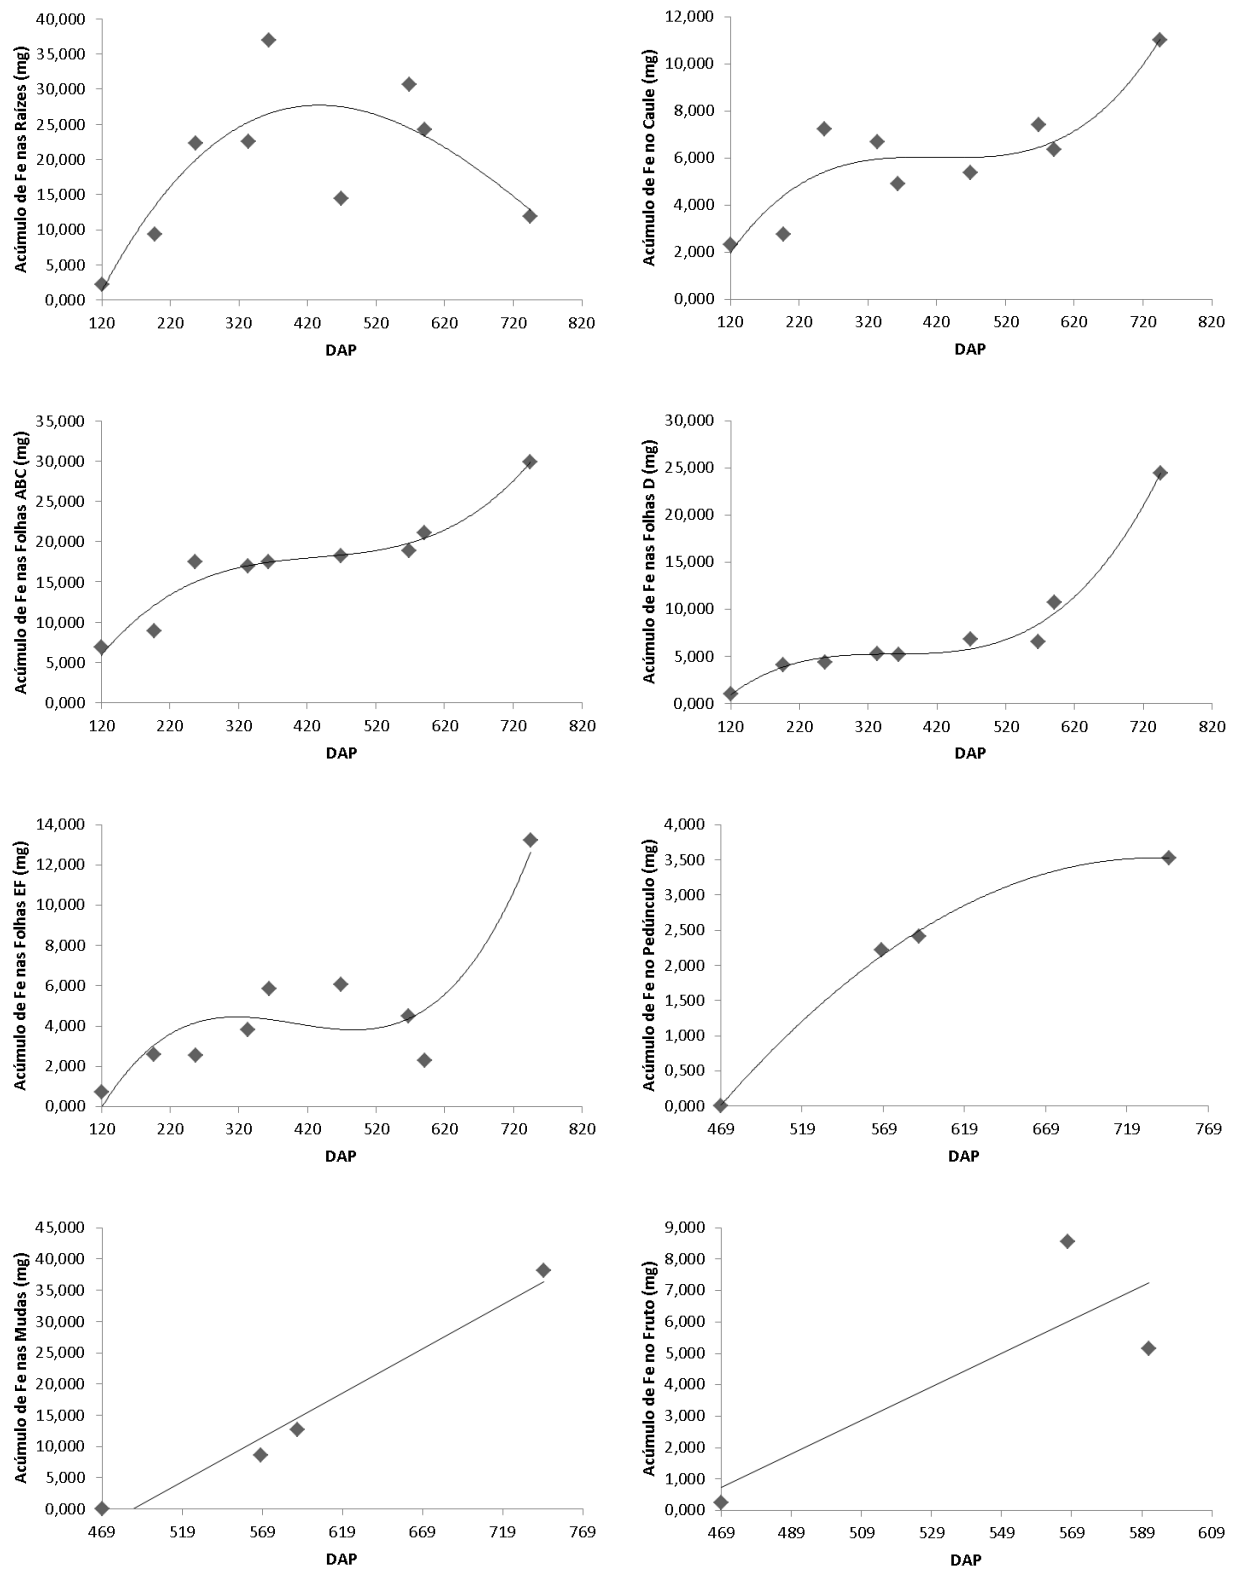 Acúmulo de Fe nas Raízes (mg)
40,000
35,000
30,000
25,000
20,000
15,000
10,000
5,000
0,000
120 220 320 420 520 620 720 820
DAP
Acúmulo de Fe no Caule (mg)
12,000
10,000
8,000
6,000
4,000
2,000
0,000
120 220 320 420 520 620 720 820
DAP
Acúmulo de Fe nas Folhas ABC (mg)
35,000
30,000
25,000
20,000
15,000
10,000
5,000
0,000
120 220 320 420 520 620 720 820
DAP
Acúmulo de Fe nas Folhas D (mg)
30,000
25,000
20,000
15,000
10,000
5,000
0,000
120 220 320 420 520 620 720 820
DAP
Acúmulo de Fe nas Folhas EF (mg)
14,000
12,000
10,000
8,000
6,000
4,000
2,000
0,000
120 220 320 420 520 620 720 820
DAP
Acúmulo de Fe no Pedúnculo (mg)
4,000
3,500
3,000
2,500
2,000
1,500
1,000
0,500
0,000
469 519 569 619 669 719 769
DAP
Acúmulo de Fe nas Mudas (mg)
45,000
40,000
35,000
30,000
25,000
20,000
15,000
10,000
5,000
0,000
469 519 569 619 669 719 769
DAP
Acúmulo de Fe no Fruto (mg)
9,000
8,000
7,000
6,000
5,000
4,000
3,000
2,000
1,000
0,000
469 489 509 529 549 569 589 609
DAP